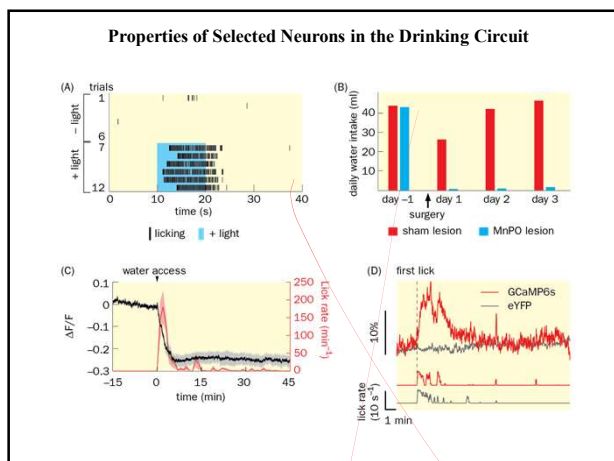 Properties of Selected Neurons in the Drinking Circuit
(A)
trials
1
– light
6
7
+ light
12
0 10 20 30 40
time (s)
licking + light
(B)
daily water intake (ml)
40
30
20
10
day –1 day 1 day 2 day 3
surgery
sham lesion MnPO lesion
(C)
water access
ΔF/F
0.1
0
–0.1
–0.2
–0.3
–15 0 15 30 45
time (min)
250
200
150
100
50
0
Lick rate (min⁻¹)
(D)
first lick
GCaMP6s
eYFP
10%
lick rate
(10 s⁻¹)
1 min